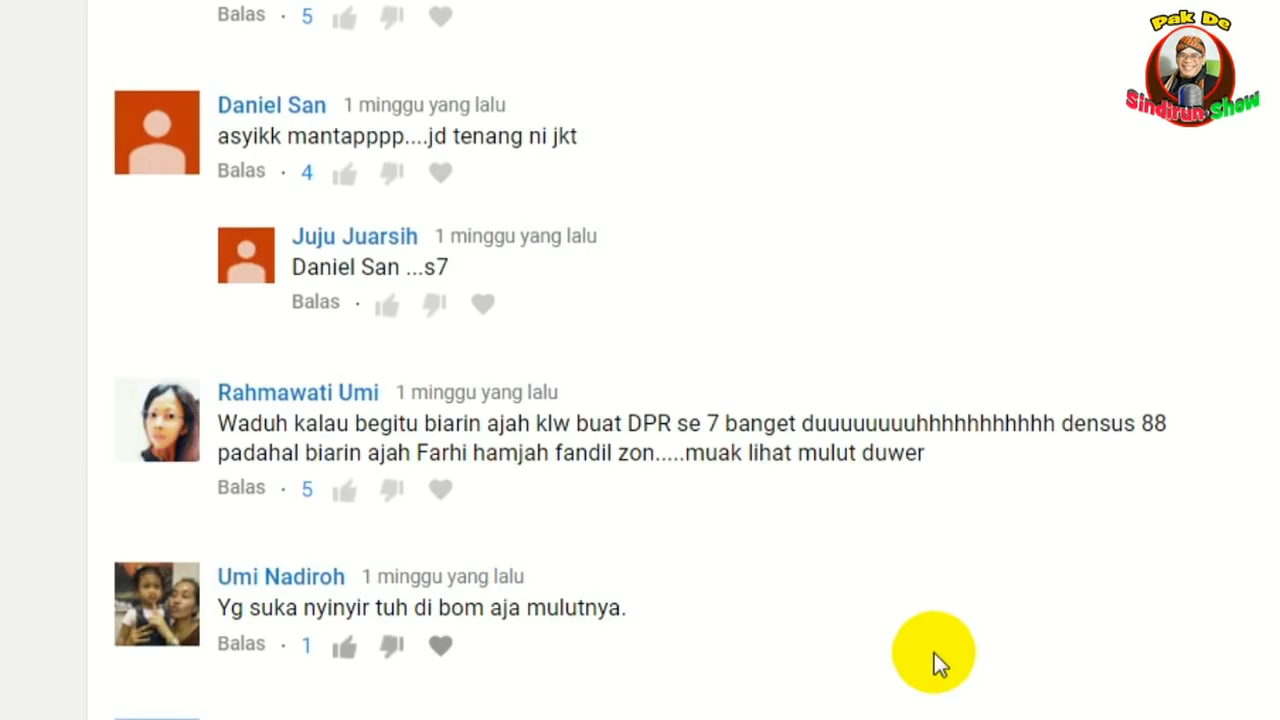 Balas · 5
Pak De
Sindirun Show
Daniel San 1 minggu yang lalu
asyikk mantapppp....jd tenang ni jkt
Balas · 4
Juju Juarsih 1 minggu yang lalu
Daniel San ...s7
Balas ·
Rahmawati Umi 1 minggu yang lalu
Waduh kalau begitu biarin ajah klw buat DPR se 7 banget duuuuuuuuhhhhhhhhhhh densus 88
padahal biarin ajah Farhi hamjah fandil zon.....muak lihat mulut duwer
Balas · 5
Umi Nadiroh 1 minggu yang lalu
Yg suka nyinyir tuh di bom aja mulutnya.
Balas · 1